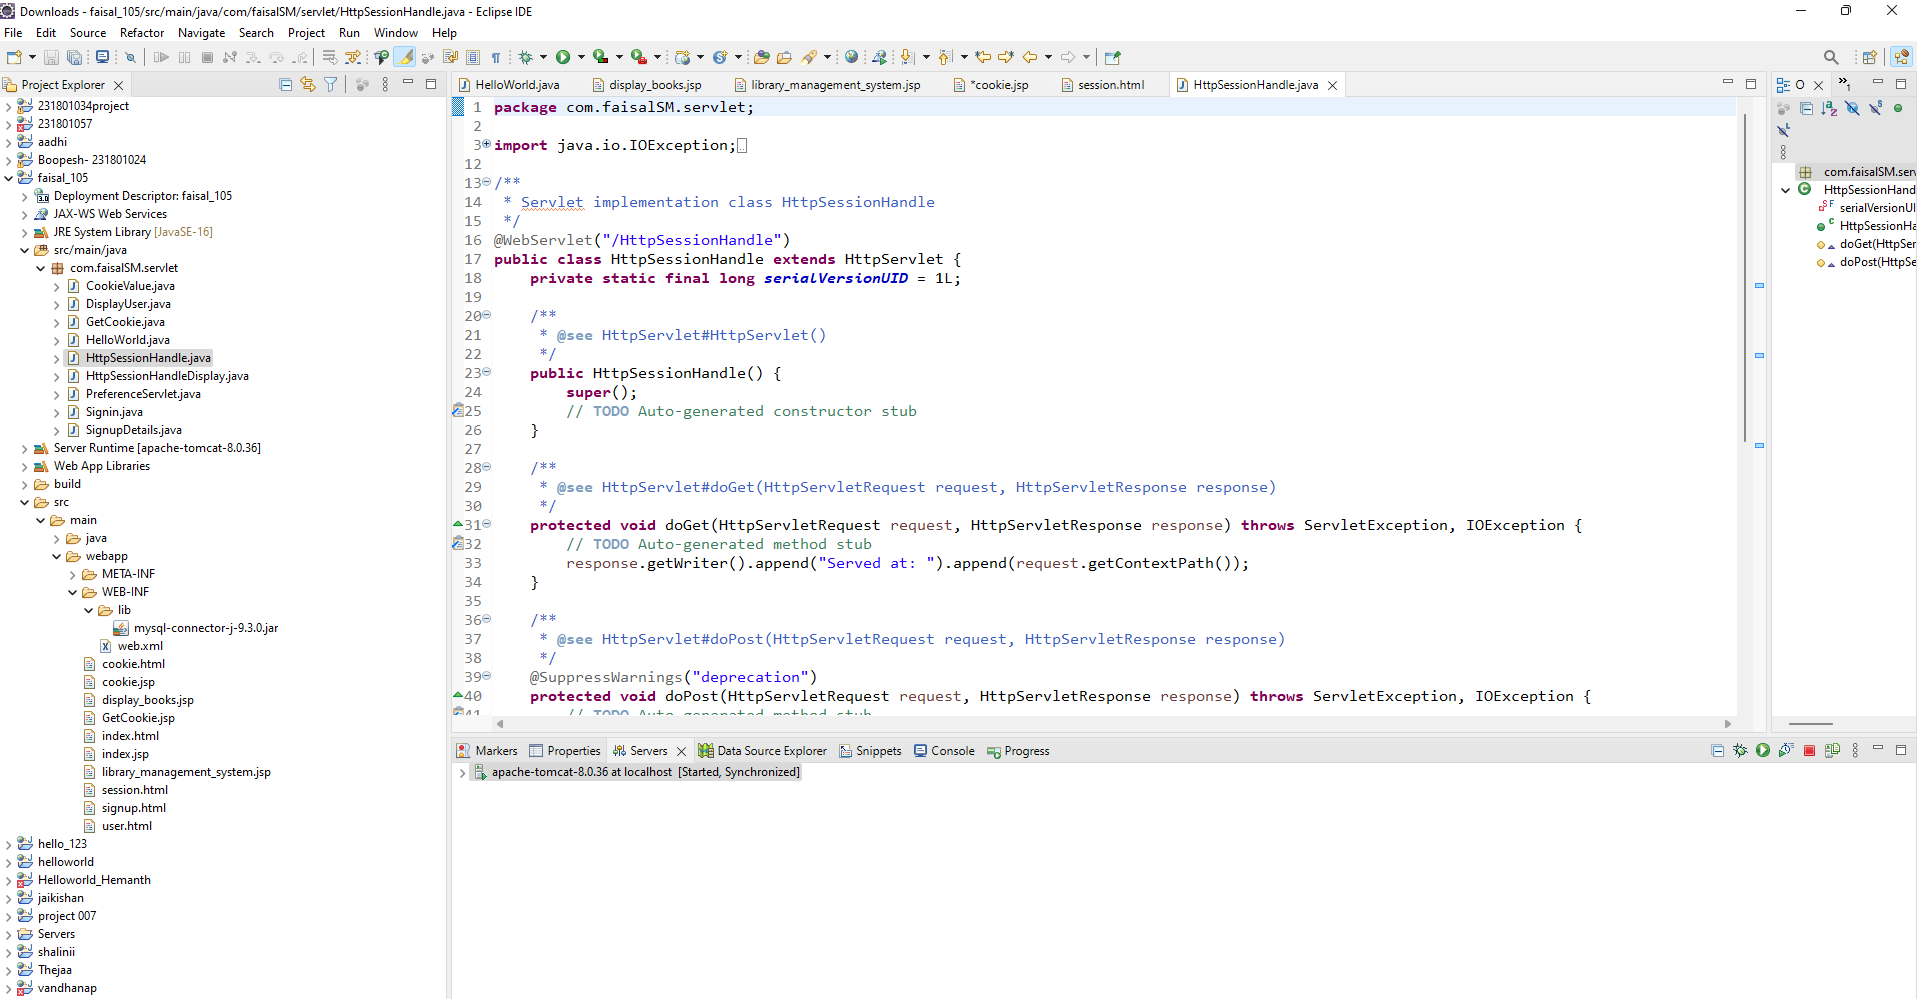 Downloads - faisal_105/src/main/java/com/faisalSM/servlet/HttpSessionHandle.java - Eclipse IDE
File Edit Source Refactor Navigate Search Project Run Window Help
Project Explorer
231801034project
231801057
aadhi
Boopesh- 231801024
faisal_105
Deployment Descriptor: faisal_105
JAX-WS Web Services
JRE System Library [JavaSE-16]
src/main/java
com.faisalSM.servlet
CookieValue.java
DisplayUser.java
GetCookie.java
HelloWorld.java
HttpSessionHandle.java
HttpSessionHandleDisplay.java
PreferenceServlet.java
Signin.java
SignupDetails.java
Server Runtime [apache-tomcat-8.0.36]
Web App Libraries
build
src
main
java
webapp
META-INF
WEB-INF
lib
mysql-connector-j-9.3.0.jar
web.xml
cookie.html
cookie.jsp
display_books.jsp
GetCookie.jsp
index.html
index.jsp
library_management_system.jsp
session.html
signup.html
user.html
hello_123
helloworld
Helloworld_Hemanth
jaikishan
project 007
Servers
shalinii
Thejaa
vandhanap
HelloWorld.java display_books.jsp library_management_system.jsp *cookie.jsp session.html HttpSessionHandle.java
1 package com.faisalSM.servlet;
2
3 import java.io.IOException;
12
13 /**
14 * Servlet implementation class HttpSessionHandle
15 */
16 @WebServlet("/HttpSessionHandle")
17 public class HttpSessionHandle extends HttpServlet {
18 private static final long serialVersionUID = 1L;
19
20 /**
21 * @see HttpServlet#HttpServlet()
22 */
23 public HttpSessionHandle() {
24 super();
25 // TODO Auto-generated constructor stub
26 }
27
28 /**
29 * @see HttpServlet#doGet(HttpServletRequest request, HttpServletResponse response)
30 */
31 protected void doGet(HttpServletRequest request, HttpServletResponse response) throws ServletException, IOException {
32 // TODO Auto-generated method stub
33 response.getWriter().append("Served at: ").append(request.getContextPath());
34 }
35
36 /**
37 * @see HttpServlet#doPost(HttpServletRequest request, HttpServletResponse response)
38 */
39 @SuppressWarnings("deprecation")
40 protected void doPost(HttpServletRequest request, HttpServletResponse response) throws ServletException, IOException {
41 // TODO Auto-generated method stub
O
com.faisalSM.serv
HttpSessionHand
serialVersionUI
HttpSessionHa
doGet(HttpSer
doPost(HttpSe
Markers Properties Servers Data Source Explorer Snippets Console Progress
apache-tomcat-8.0.36 at localhost [Started, Synchronized]